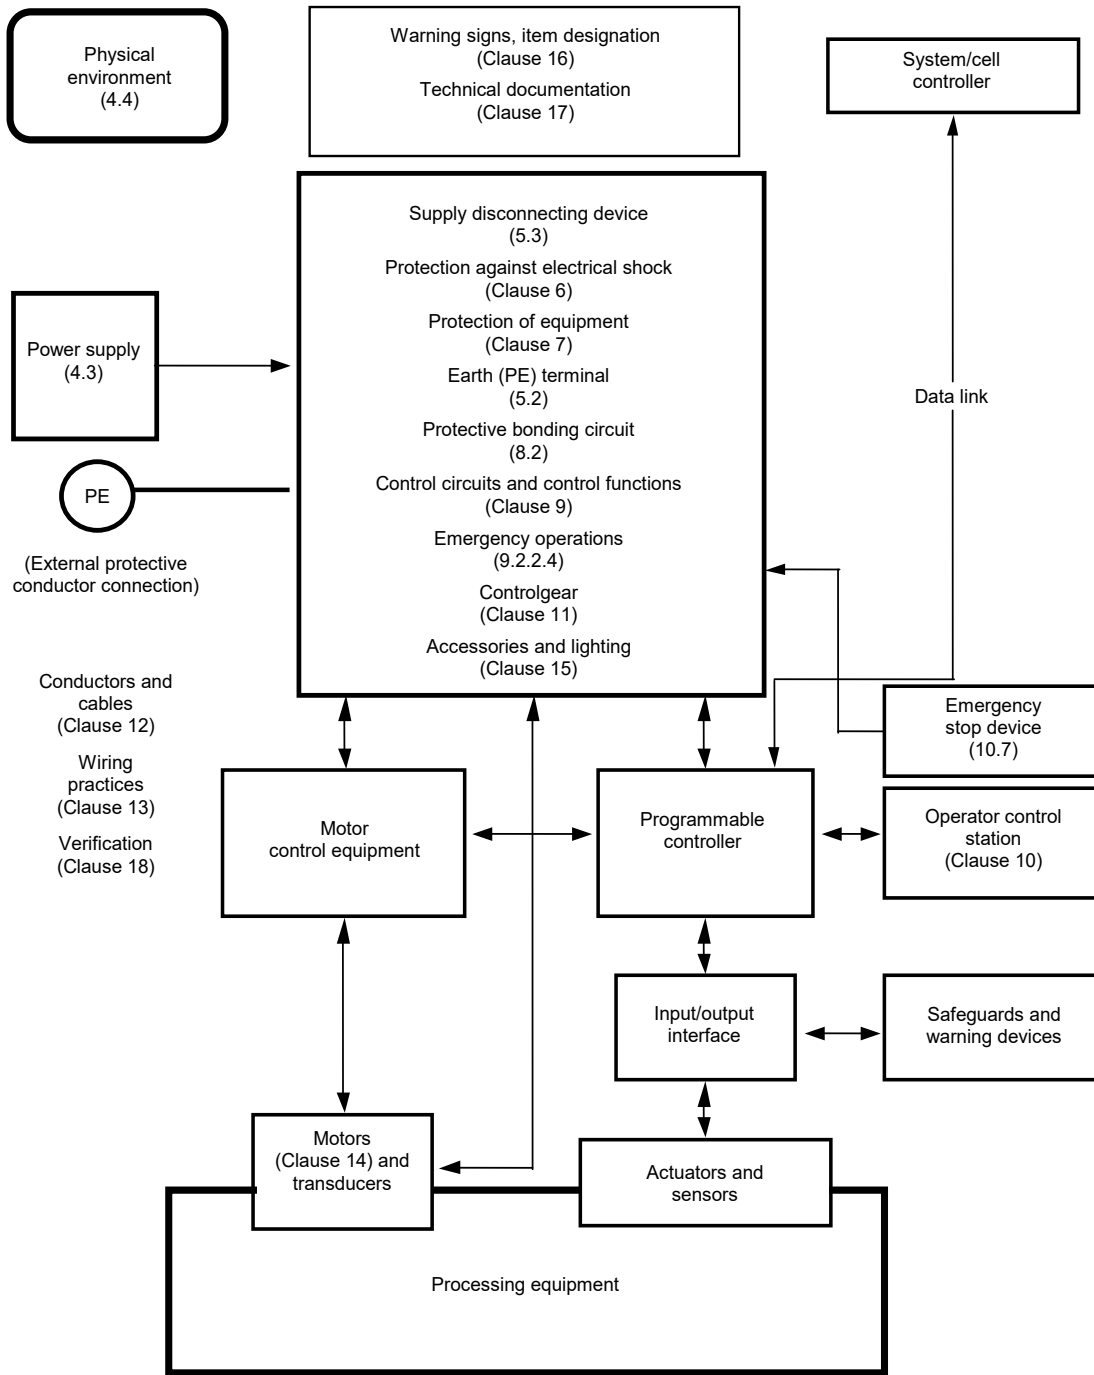 Physical
environment
(4.4)
Warning signs, item designation
(Clause 16)
Technical documentation
(Clause 17)
System/cell
controller
Supply disconnecting device
(5.3)
Protection against electrical shock
(Clause 6)
Protection of equipment
(Clause 7)
Earth (PE) terminal
(5.2)
Protective bonding circuit
(8.2)
Control circuits and control functions
(Clause 9)
Emergency operations
(9.2.2.4)
Controlgear
(Clause 11)
Accessories and lighting
(Clause 15)
Power supply
(4.3)
Data link
PE
(External protective
conductor connection)
Conductors and
cables
(Clause 12)
Wiring
practices
(Clause 13)
Verification
(Clause 18)
Emergency
stop device
(10.7)
Motor
control equipment
Programmable
controller
Operator control
station
(Clause 10)
Input/output
interface
Safeguards and
warning devices
Motors
(Clause 14) and
transducers
Actuators and
sensors
Processing equipment